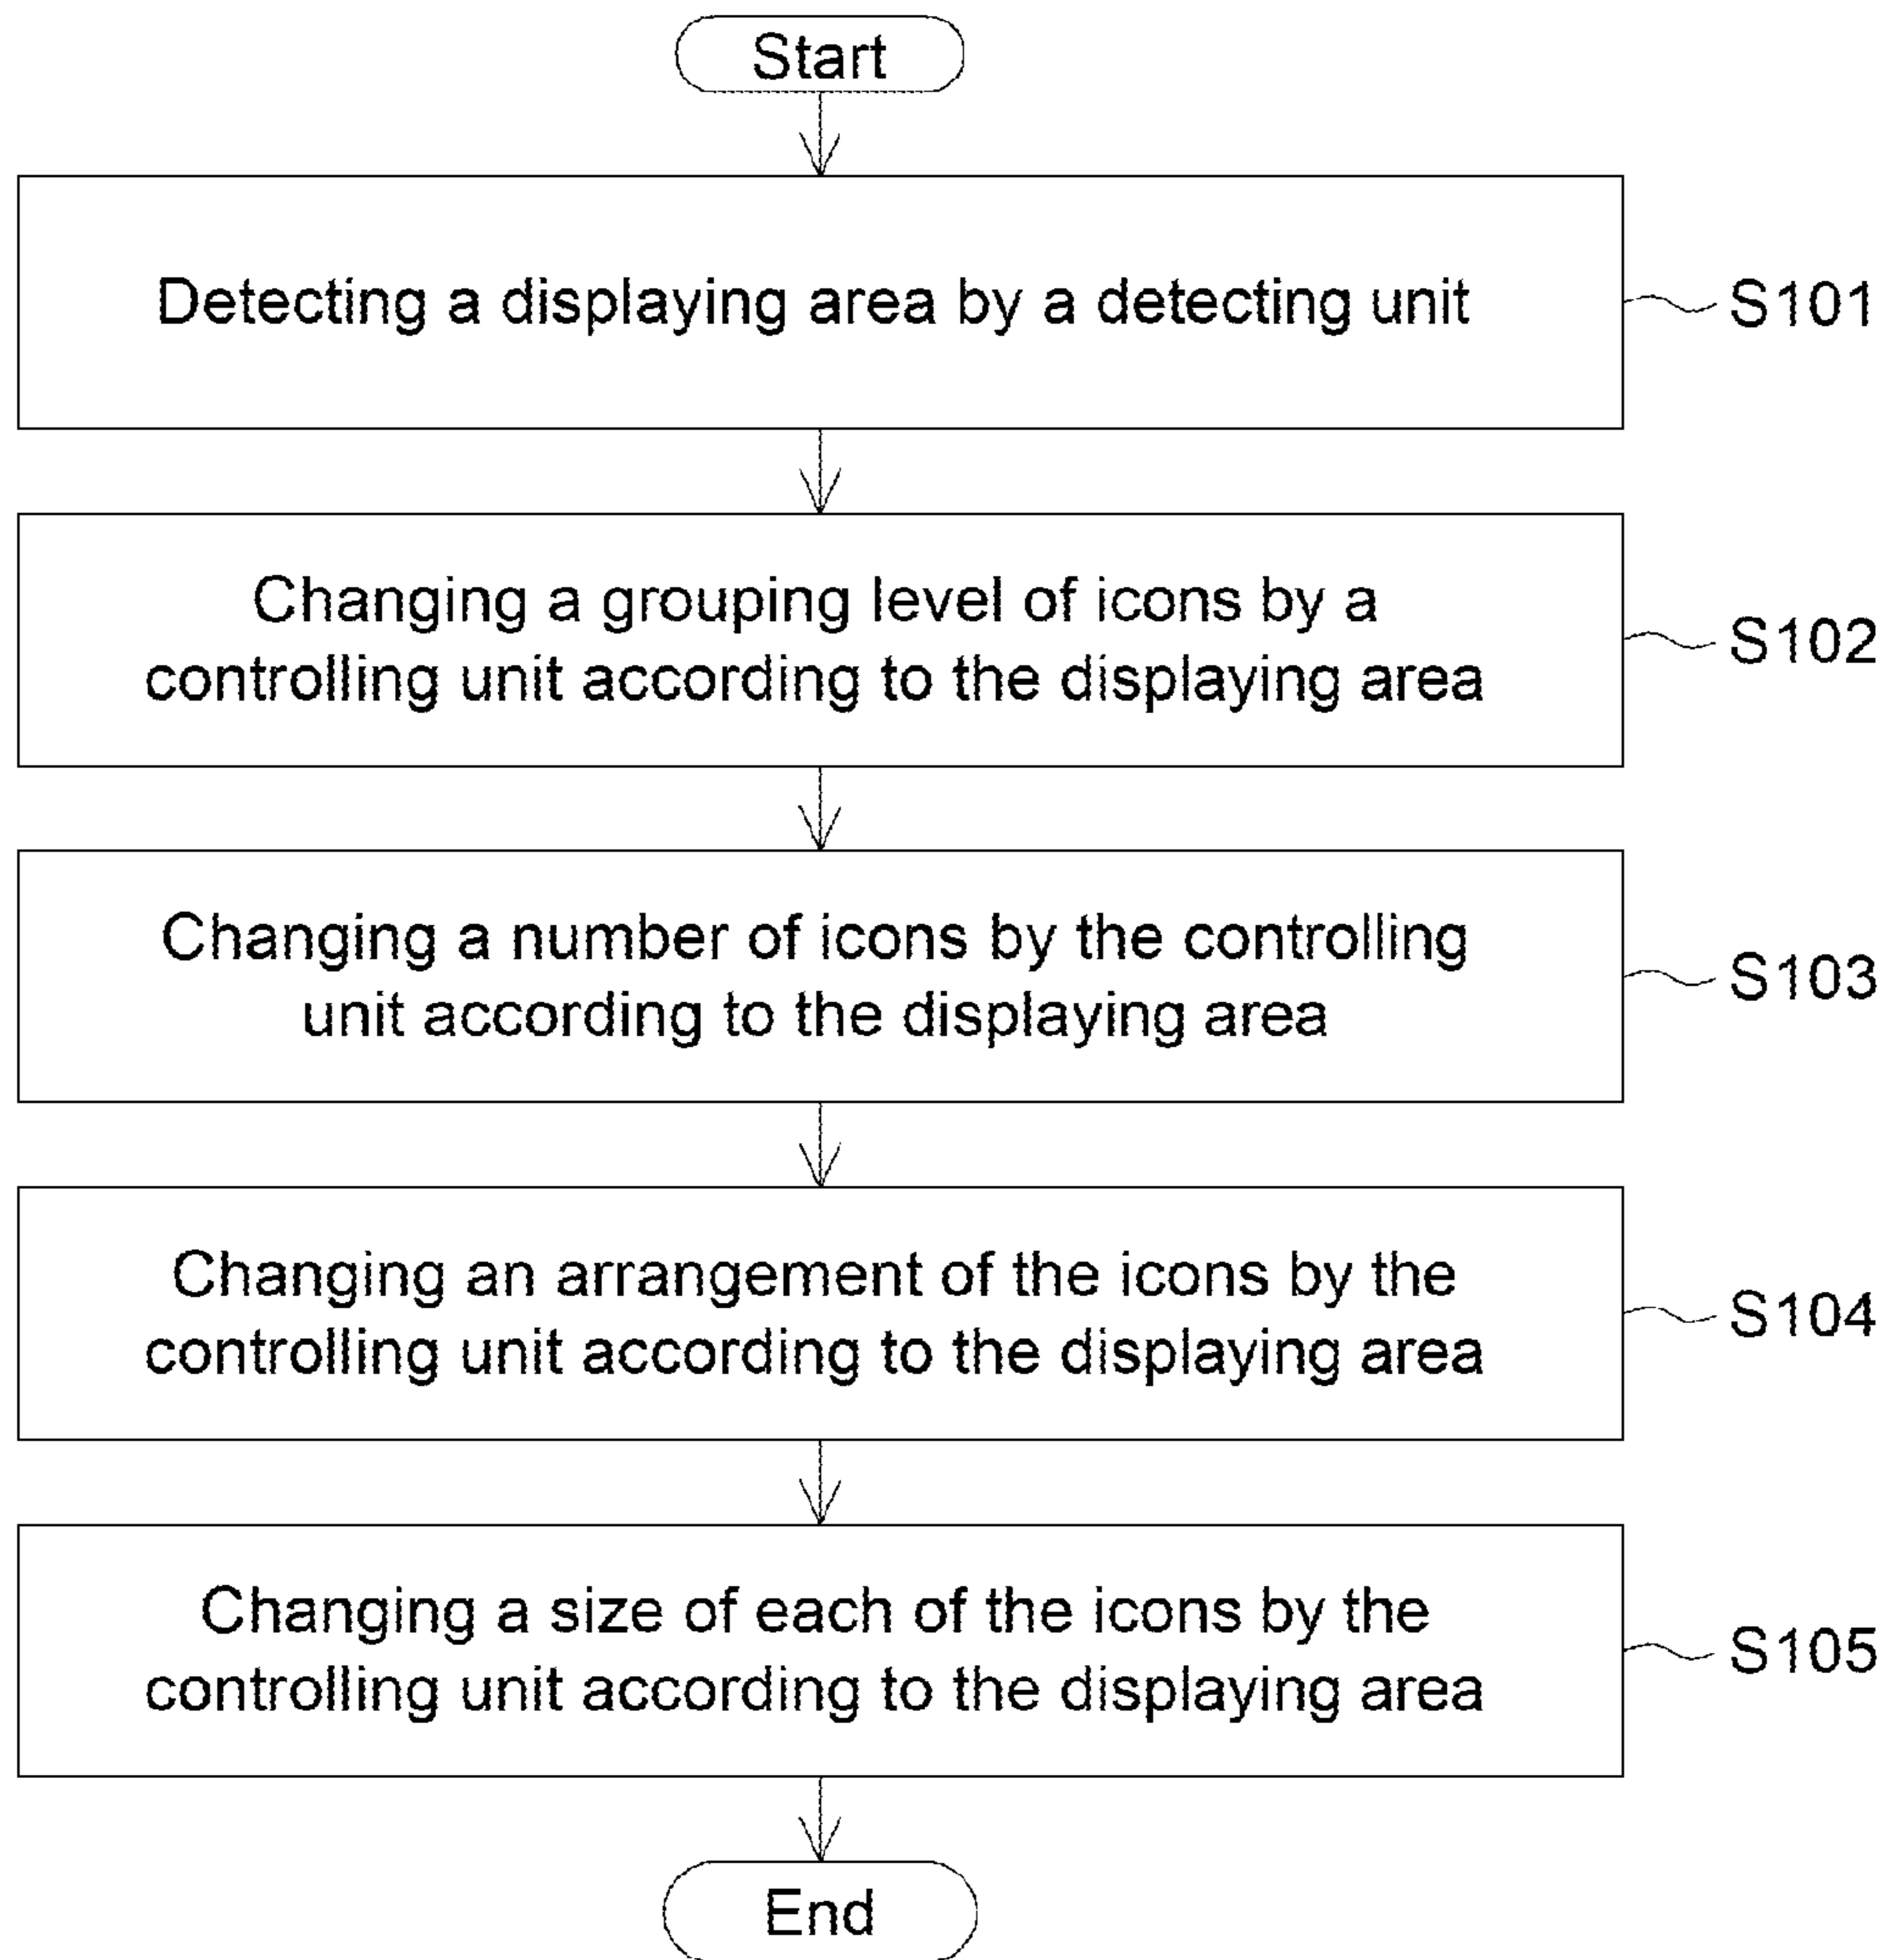 Start
Detecting a displaying area by a detecting unit
S101
Changing a grouping level of icons by a
controlling unit according to the displaying area
S102
Changing a number of icons by the controlling
unit according to the displaying area
S103
Changing an arrangement of the icons by the
controlling unit according to the displaying area
S104
Changing a size of each of the icons by the
controlling unit according to the displaying area
S105
End